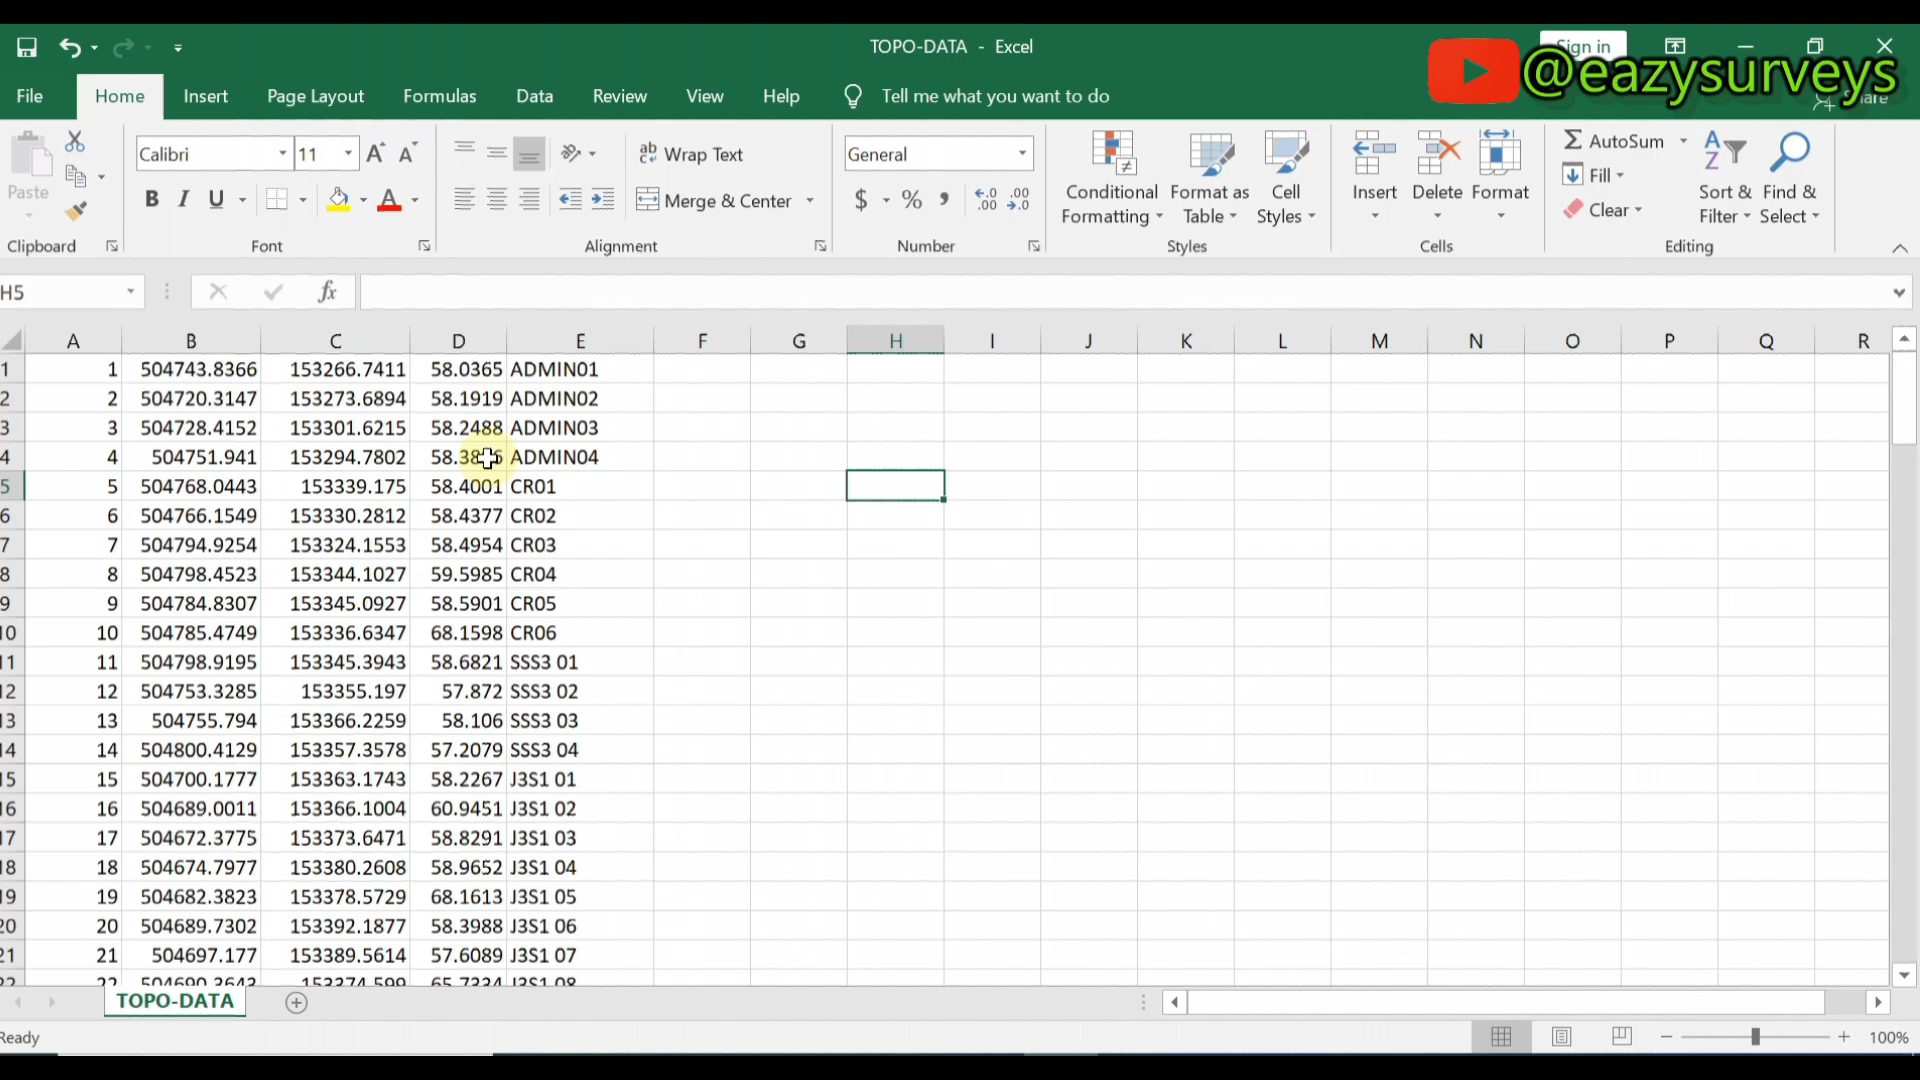 TOPO-DATA - Excel
Sign in
@eazysurveys
File Home Insert Page Layout Formulas Data Review View Help Tell me what you want to do
Calibri 11
Wrap Text
General
AutoSum
Paste
B I U
Merge & Center
$ % ,
Conditional Formatting
Format as Table
Cell Styles
Insert
Delete
Format
Fill
Clear
Sort & Filter
Find & Select
Clipboard Font Alignment Number Styles Cells Editing
H5 fx
A B C D E F G H I J K L M N O P Q R
1 1 504743.8366 153266.7411 58.0365 ADMIN01
2 2 504720.3147 153273.6894 58.1919 ADMIN02
3 3 504728.4152 153301.6215 58.2488 ADMIN03
4 4 504751.941 153294.7802 ADMIN04
5 5 504768.0443 153339.175 58.4001 CR01
6 6 504766.1549 153330.2812 58.4377 CR02
7 7 504794.9254 153324.1553 58.4954 CR03
8 8 504798.4523 153344.1027 59.5985 CR04
9 9 504784.8307 153345.0927 58.5901 CR05
10 10 504785.4749 153336.6347 68.1598 CR06
11 11 504798.9195 153345.3943 58.6821 SSS3 01
12 12 504753.3285 153355.197 57.872 SSS3 02
13 13 504755.794 153366.2259 58.106 SSS3 03
14 14 504800.4129 153357.3578 57.2079 SSS3 04
15 15 504700.1777 153363.1743 58.2267 J3S1 01
16 16 504689.0011 153366.1004 60.9451 J3S1 02
17 17 504672.3775 153373.6471 58.8291 J3S1 03
18 18 504674.7977 153380.2608 58.9652 J3S1 04
19 19 504682.3823 153378.5729 68.1613 J3S1 05
20 20 504689.7302 153392.1877 58.3988 J3S1 06
21 21 504697.177 153389.5614 57.6089 J3S1 07
22 22 504690.3643 153374.599 65.7334 J3S1 08
TOPO-DATA
Ready
100%